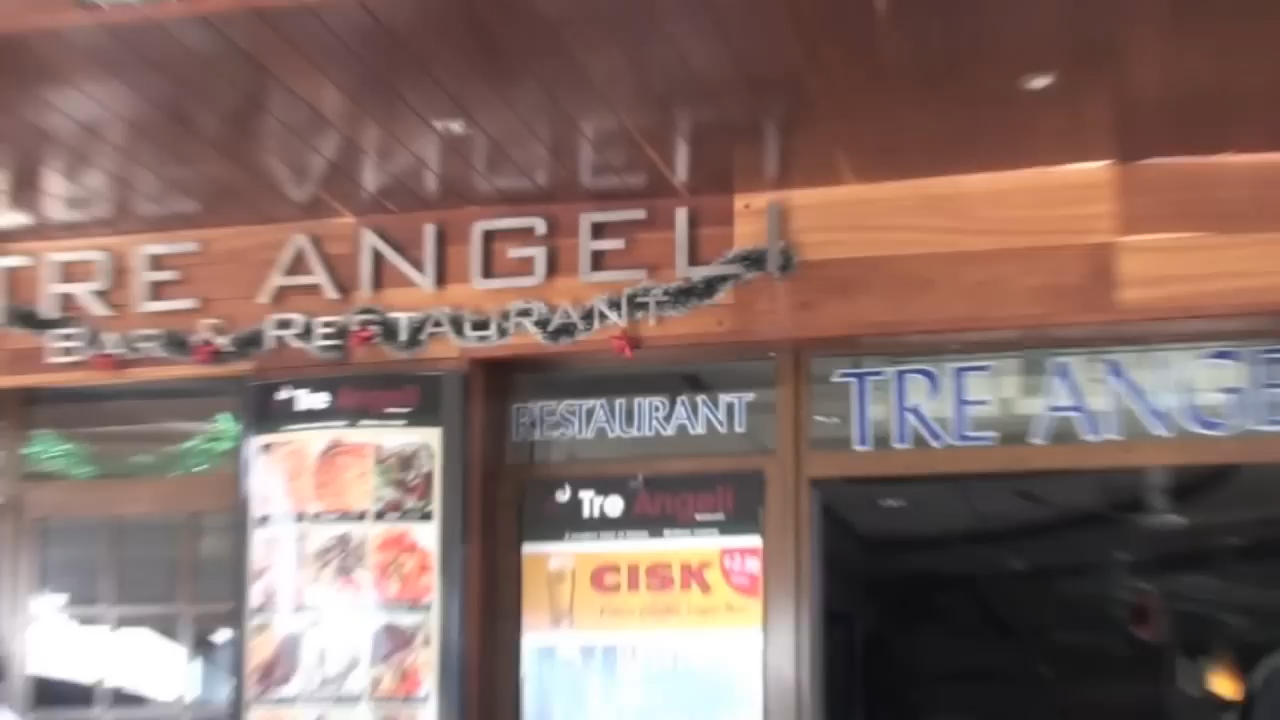 TRE ANGELI
BAR & RESTAURANT
Tre Angeli
RESTAURANT
TRE ANGE
Tre Angeli
CISK